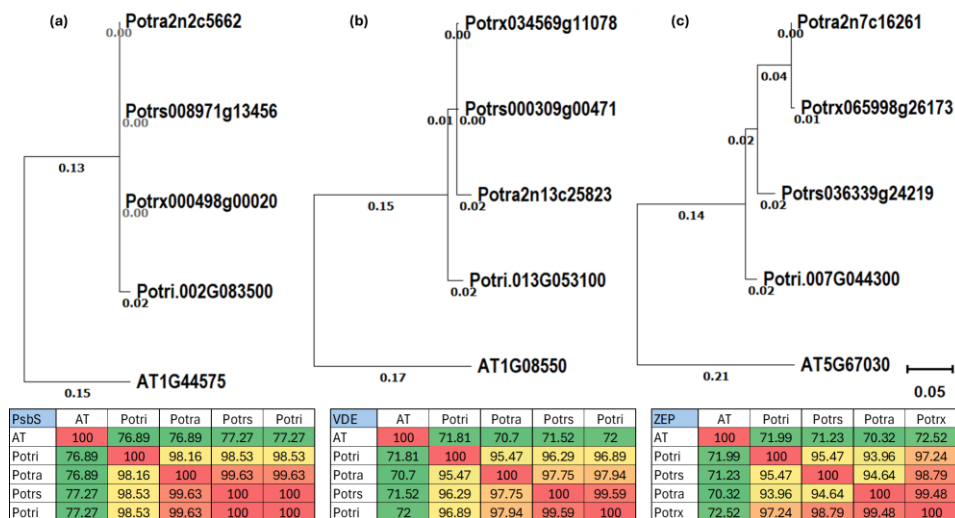 (a)
Potra2n2c5662
0.00
Potrs008971g13456
0.00
0.13
Potrx000498g00020
0.00
Potri.002G083500
0.02
AT1G44575
0.15
(b)
Potrx034569g11078
0.00
Potrs000309g00471
0.01 0.00
0.15
Potra2n13c25823
0.02
Potri.013G053100
0.02
AT1G08550
0.17
(c)
Potra2n7c16261
0.00
0.04
Potrx065998g26173
0.01
0.02
Potrs036339g24219
0.02
0.14
Potri.007G044300
0.02
AT5G67030
0.21
0.05
PsbS AT Potri Potra Potrs Potri
AT 100 76.89 76.89 77.27 77.27
Potri 76.89 100 98.16 98.53 98.53
Potra 76.89 98.16 100 99.63 99.63
Potrs 77.27 98.53 99.63 100 100
Potri 77.27 98.53 99.63 100 100
VDE AT Potri Potra Potrs Potri
AT 100 71.81 70.7 71.52 72
Potri 71.81 100 95.47 96.29 96.89
Potra 70.7 95.47 100 97.75 97.94
Potrs 71.52 96.29 97.75 100 99.59
Potri 72 96.89 97.94 99.59 100
ZEP AT Potri Potrs Potra Potrx
AT 100 71.99 71.23 70.32 72.52
Potri 71.99 100 95.47 93.96 97.24
Potrs 71.23 95.47 100 94.64 98.79
Potra 70.32 93.96 94.64 100 99.48
Potrx 72.52 97.24 98.79 99.48 100